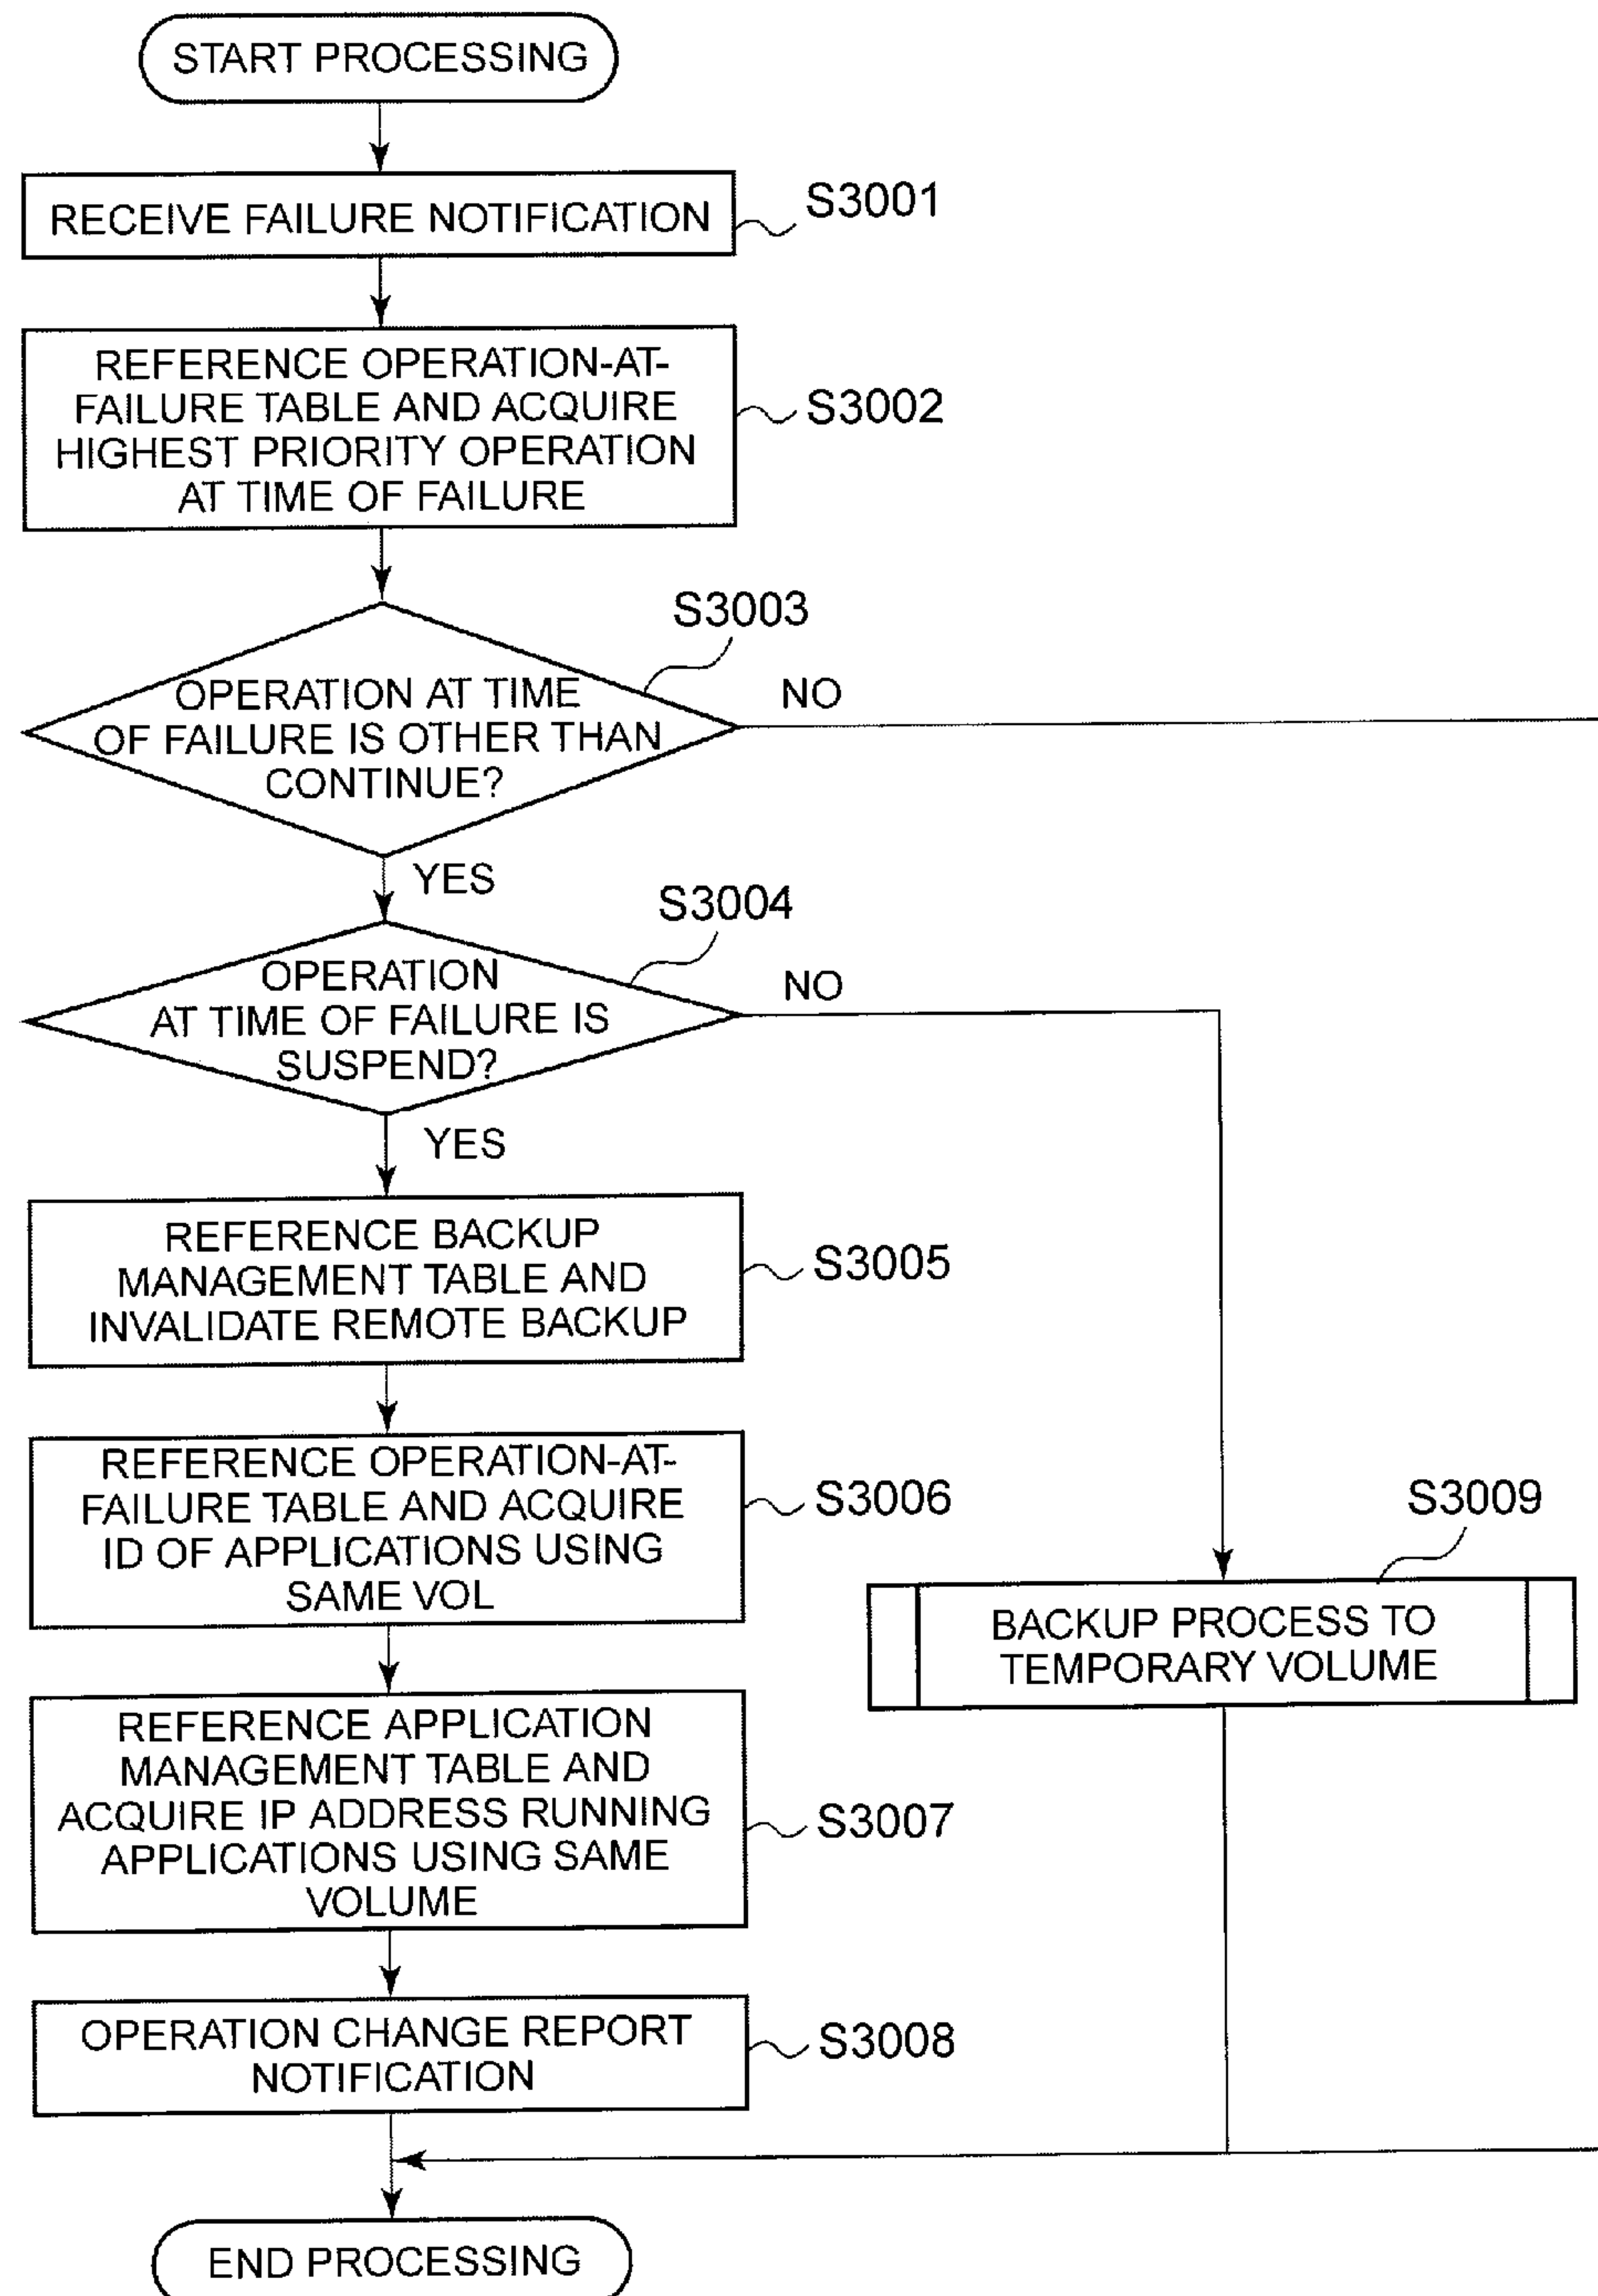 START PROCESSING
RECEIVE FAILURE NOTIFICATION
S3001
REFERENCE OPERATION-AT-
FAILURE TABLE AND ACQUIRE
HIGHEST PRIORITY OPERATION
AT TIME OF FAILURE
S3002
S3003
OPERATION AT TIME
OF FAILURE IS OTHER THAN
CONTINUE?
NO
YES
S3004
OPERATION
AT TIME OF FAILURE IS
SUSPEND?
NO
YES
REFERENCE BACKUP
MANAGEMENT TABLE AND
INVALIDATE REMOTE BACKUP
S3005
REFERENCE OPERATION-AT-
FAILURE TABLE AND ACQUIRE
ID OF APPLICATIONS USING
SAME VOL
S3006
S3009
BACKUP PROCESS TO
TEMPORARY VOLUME
REFERENCE APPLICATION
MANAGEMENT TABLE AND
ACQUIRE IP ADDRESS RUNNING
APPLICATIONS USING SAME
VOLUME
S3007
OPERATION CHANGE REPORT
NOTIFICATION
S3008
END PROCESSING